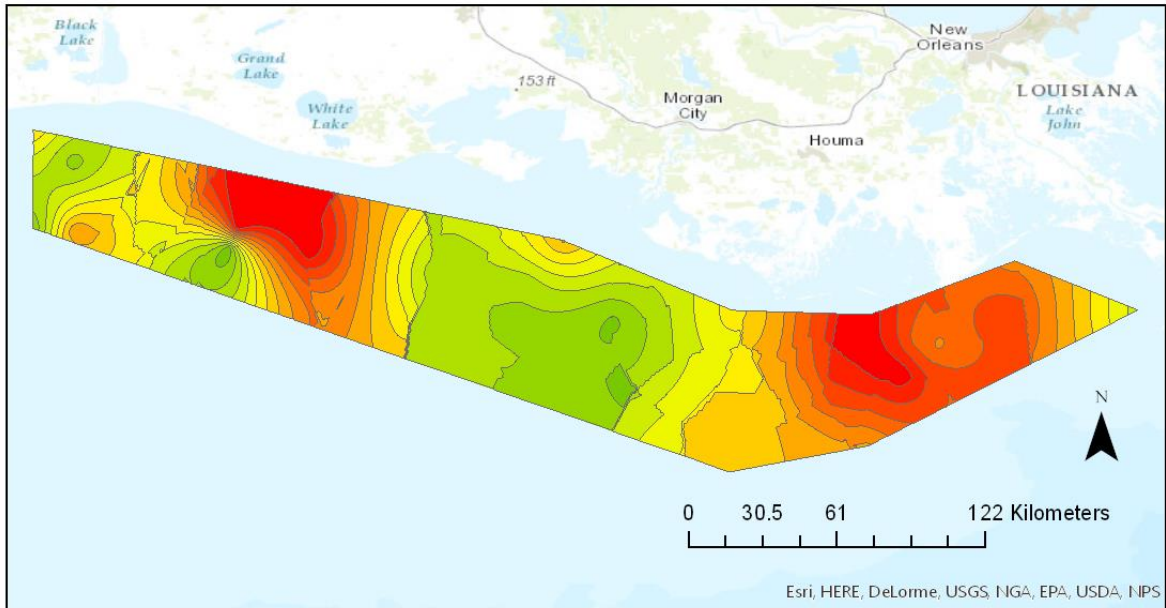 Black
Lake
Grand
Lake
White
Lake
153 ft
Morgan
City
Houma
New
Orleans
LOUISIANA
Lake
John
N
0 30.5 61 122 Kilometers
Esri, HERE, DeLorme, USGS, NGA, EPA, USDA, NPS